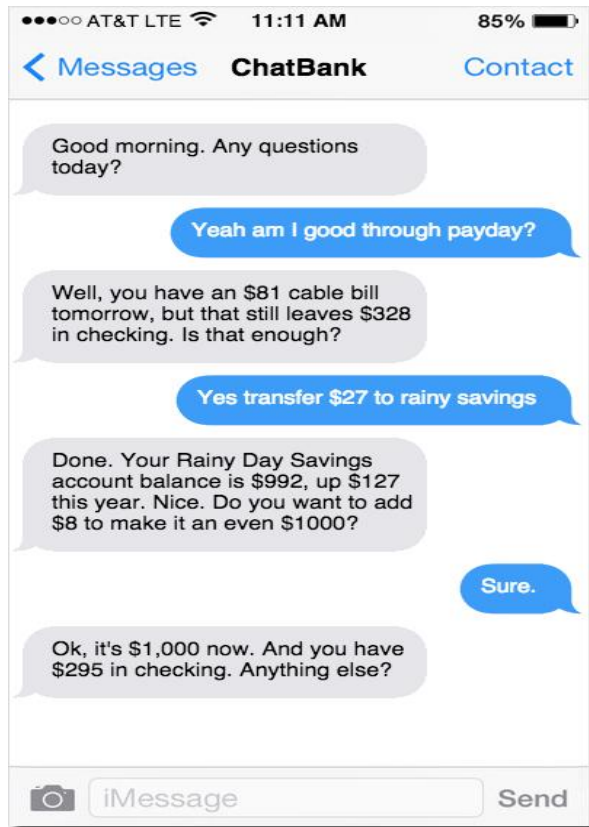 AT&T LTE 11:11 AM 85%
Messages ChatBank Contact
Good morning. Any questions
today?
Yeah am I good through payday?
Well, you have an $81 cable bill
tomorrow, but that still leaves $328
in checking. Is that enough?
Yes transfer $27 to rainy savings
Done. Your Rainy Day Savings
account balance is $992, up $127
this year. Nice. Do you want to add
$8 to make it an even $1000?
Sure.
Ok, it's $1,000 now. And you have
$295 in checking. Anything else?
iMessage Send